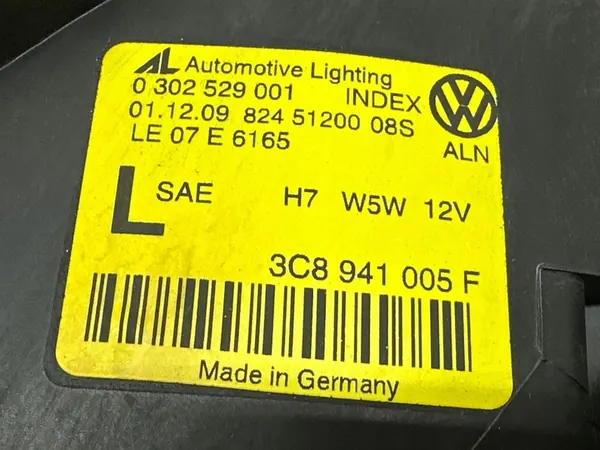 AL Automotive Lighting
0 302 529 001 INDEX
01.12.09 824 51200 08S
LE 07 E 6165
VW
ALN
L SAE H7 W5W 12V
3C8 941 005 F
Made in Germany